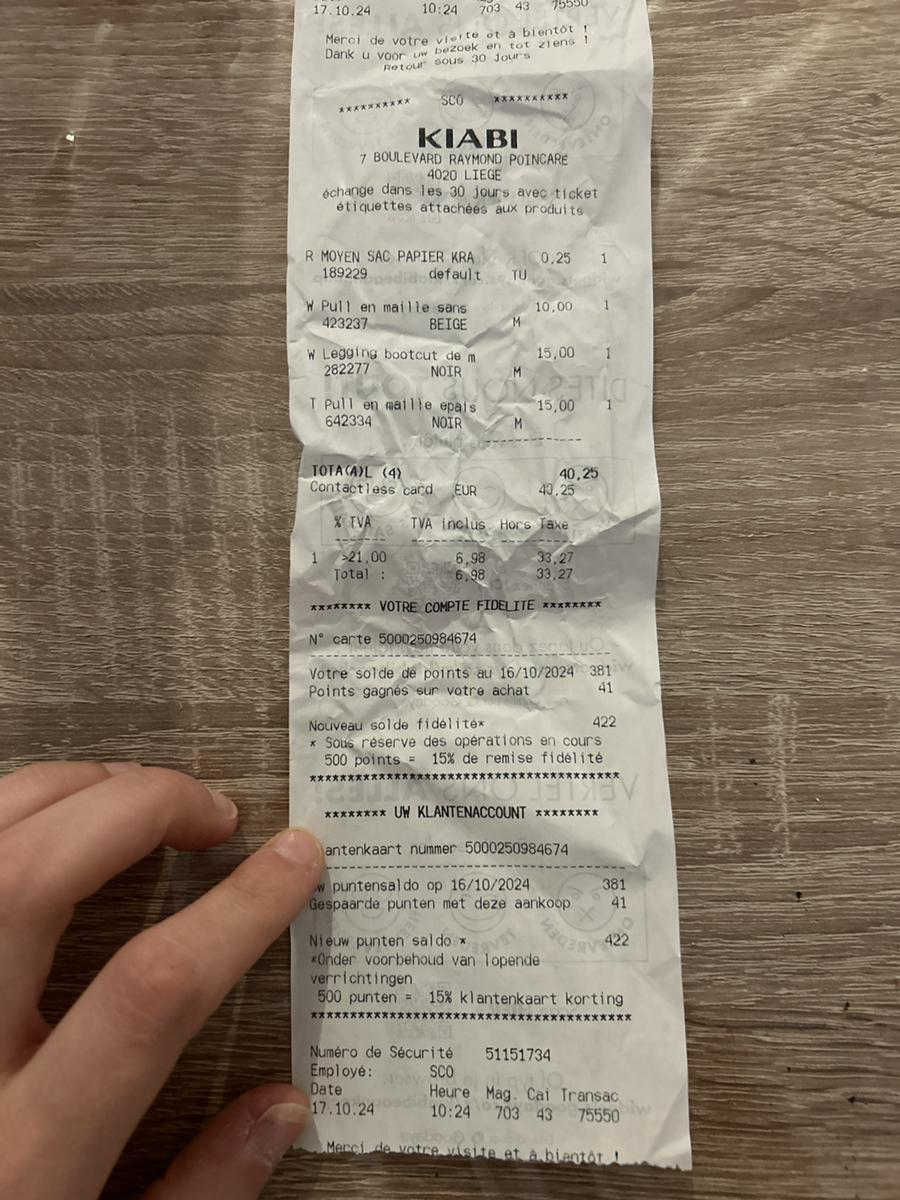 17.10.24 10:24 703 43 75550
Merci de votre visite et à bientôt !
Dank u voor uw bezoek en tot ziens !
Retour sous 30 Jours
********** SCO **********
KIABI
7 BOULEVARD RAYMOND POINCARÉ
4020 LIEGE
échange dans les 30 jours avec ticket
étiquettes attachées aux produits
R MOYEN SAC PAPIER KRA 0,25 1
189229 default TU
W Pull en maille sans 10,00 1
423237 BEIGE M
W Legging bootcut de m 15,00 1
282277 NOIR M
T Pull en maille epais 15,00 1
642334 NOIR M
-------------
TOTA(A)L (4) 40,25
Contactless card EUR 40,25
% TVA TVA inclus Hors Taxe
------- -------- ---------
1 >21,00 6,98 33,27
Total : 6,98 33,27
******** VOTRE COMPTE FIDELITE ********
N° carte 5000250984674
----------------------------------------
Votre solde de points au 16/10/2024 381
Points gagnés sur votre achat 41
Nouveau solde fidélité* 422
* Sous réserve des opérations en cours
500 points = 15% de remise fidélité
****************************************
******** UW KLANTENACCOUNT ********
antenkaart nummer 5000250984674
----------------------------------------
w puntensaldo op 16/10/2024 381
Gespaarde punten met deze aankoop 41
Nieuw punten saldo * 422
*Onder voorbehoud van lopende
verrichtingen
500 punten = 15% klantenkaart korting
****************************************
Numéro de Sécurité 51151734
Employé: SCO
Date Heure Mag. Cai Transac
17.10.24 10:24 703 43 75550
Merci de votre visite et à bientôt !